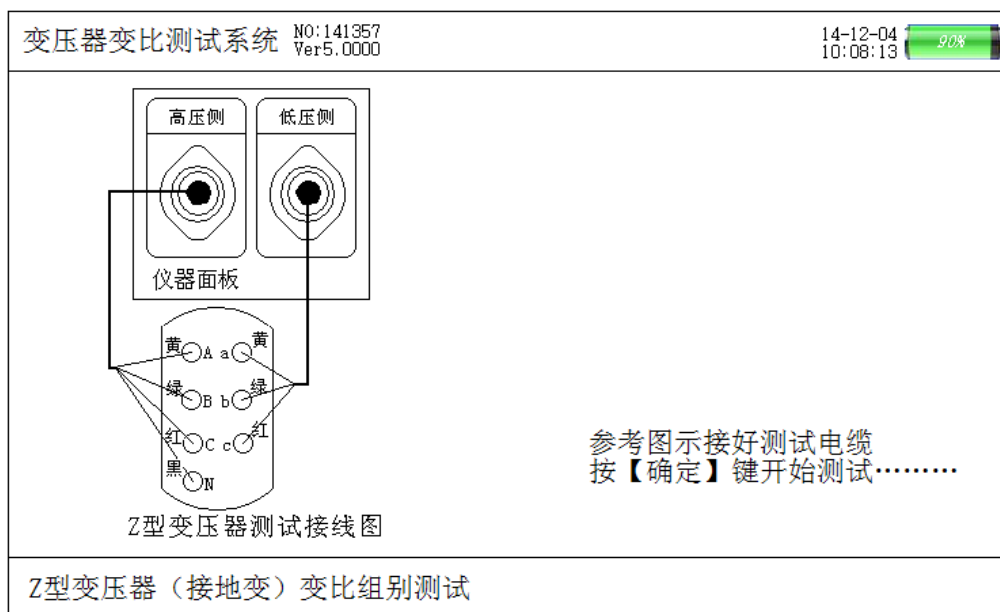 变压器变比测试系统 NO:141357
Ver5.0000
14-12-04
10:08:13
90%
高压侧 低压侧
仪器面板
黄 A a 黄
绿 B b 绿
红 C c 红
黑 N
Z型变压器测试接线图
参考图示接好测试电缆
按【确定】键开始测试………
Z型变压器（接地变）变比组别测试